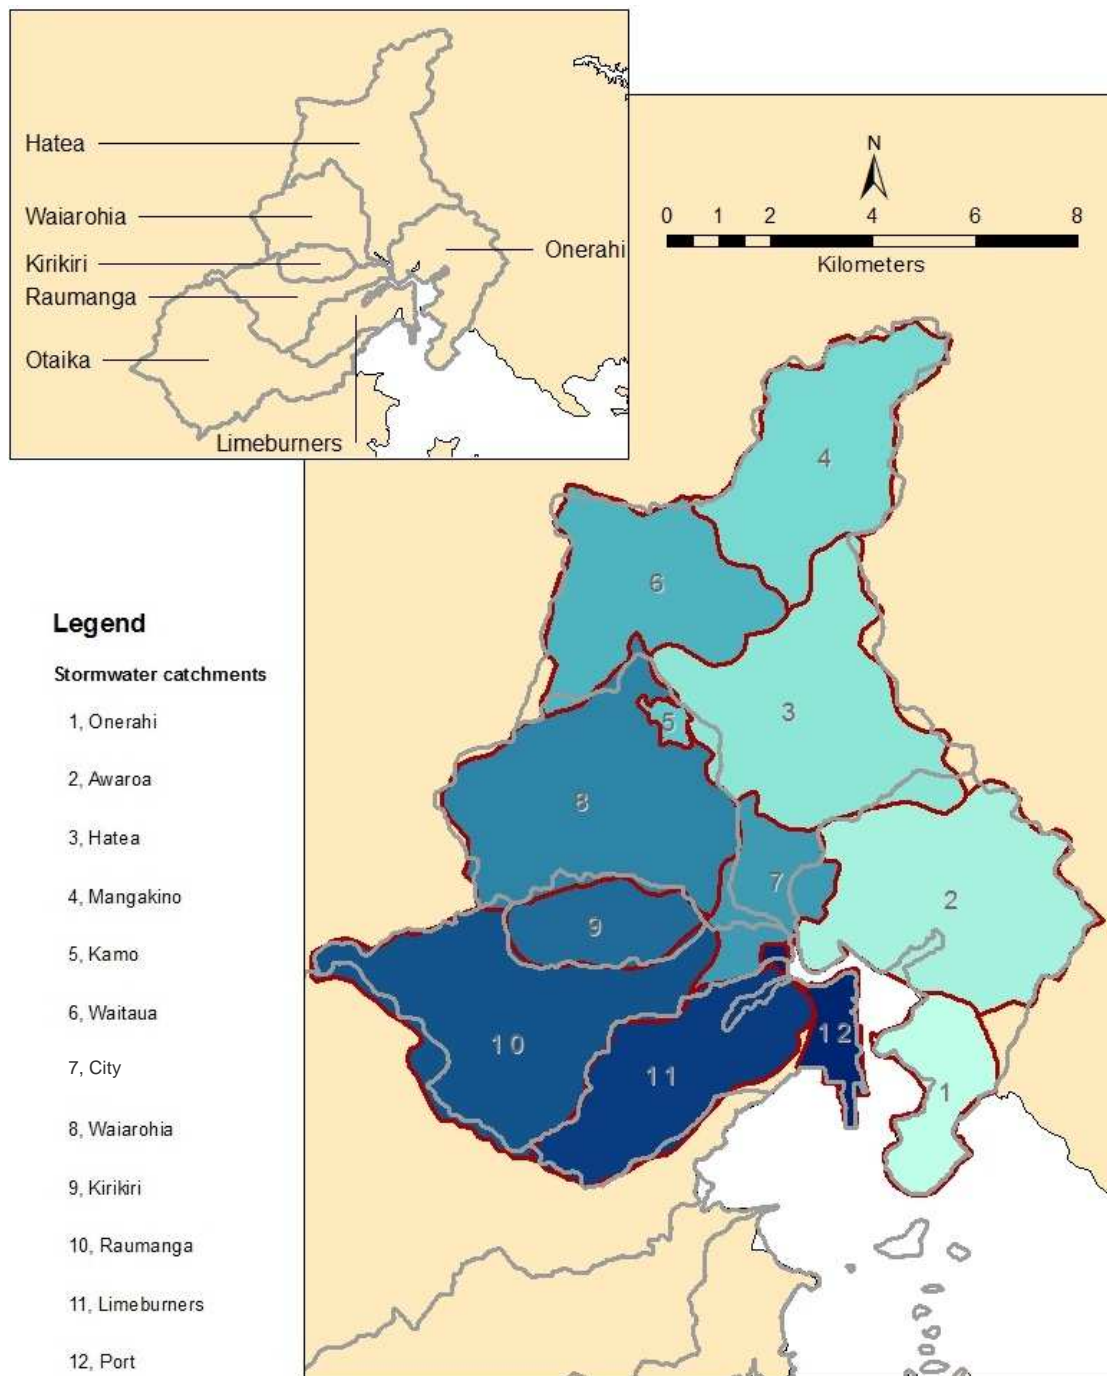 Hatea
Waiarohia
Kirikiri
Raumanga
Otaika
Limeburners
Onerahi
N
0 1 2 4 6 8
Kilometers
4
6
5
3
8
7
2
9
10
11
12
1
Legend
Stormwater catchments
1, Onerahi
2, Awaroa
3, Hatea
4, Mangakino
5, Kamo
6, Waitaua
7, City
8, Waiarohia
9, Kirikiri
10, Raumanga
11, Limeburners
12, Port